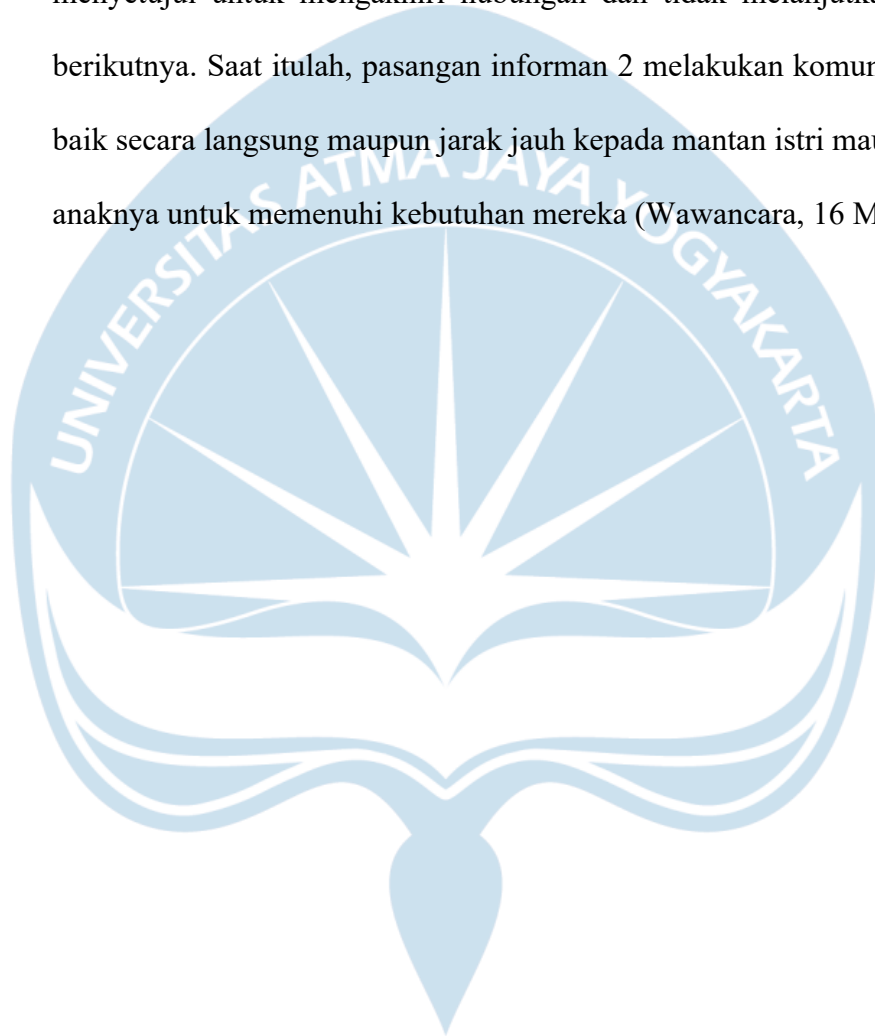 berikutnya. Saat itulah, pasangan informan 2 melakukan
baik secara langsung maupun jarak jauh kepada mantan istri
anaknya untuk memenuhi kebutuhan mereka (Wawancara, 16
UNIVERSITAS ATMA JAYA YOGYAKARTA